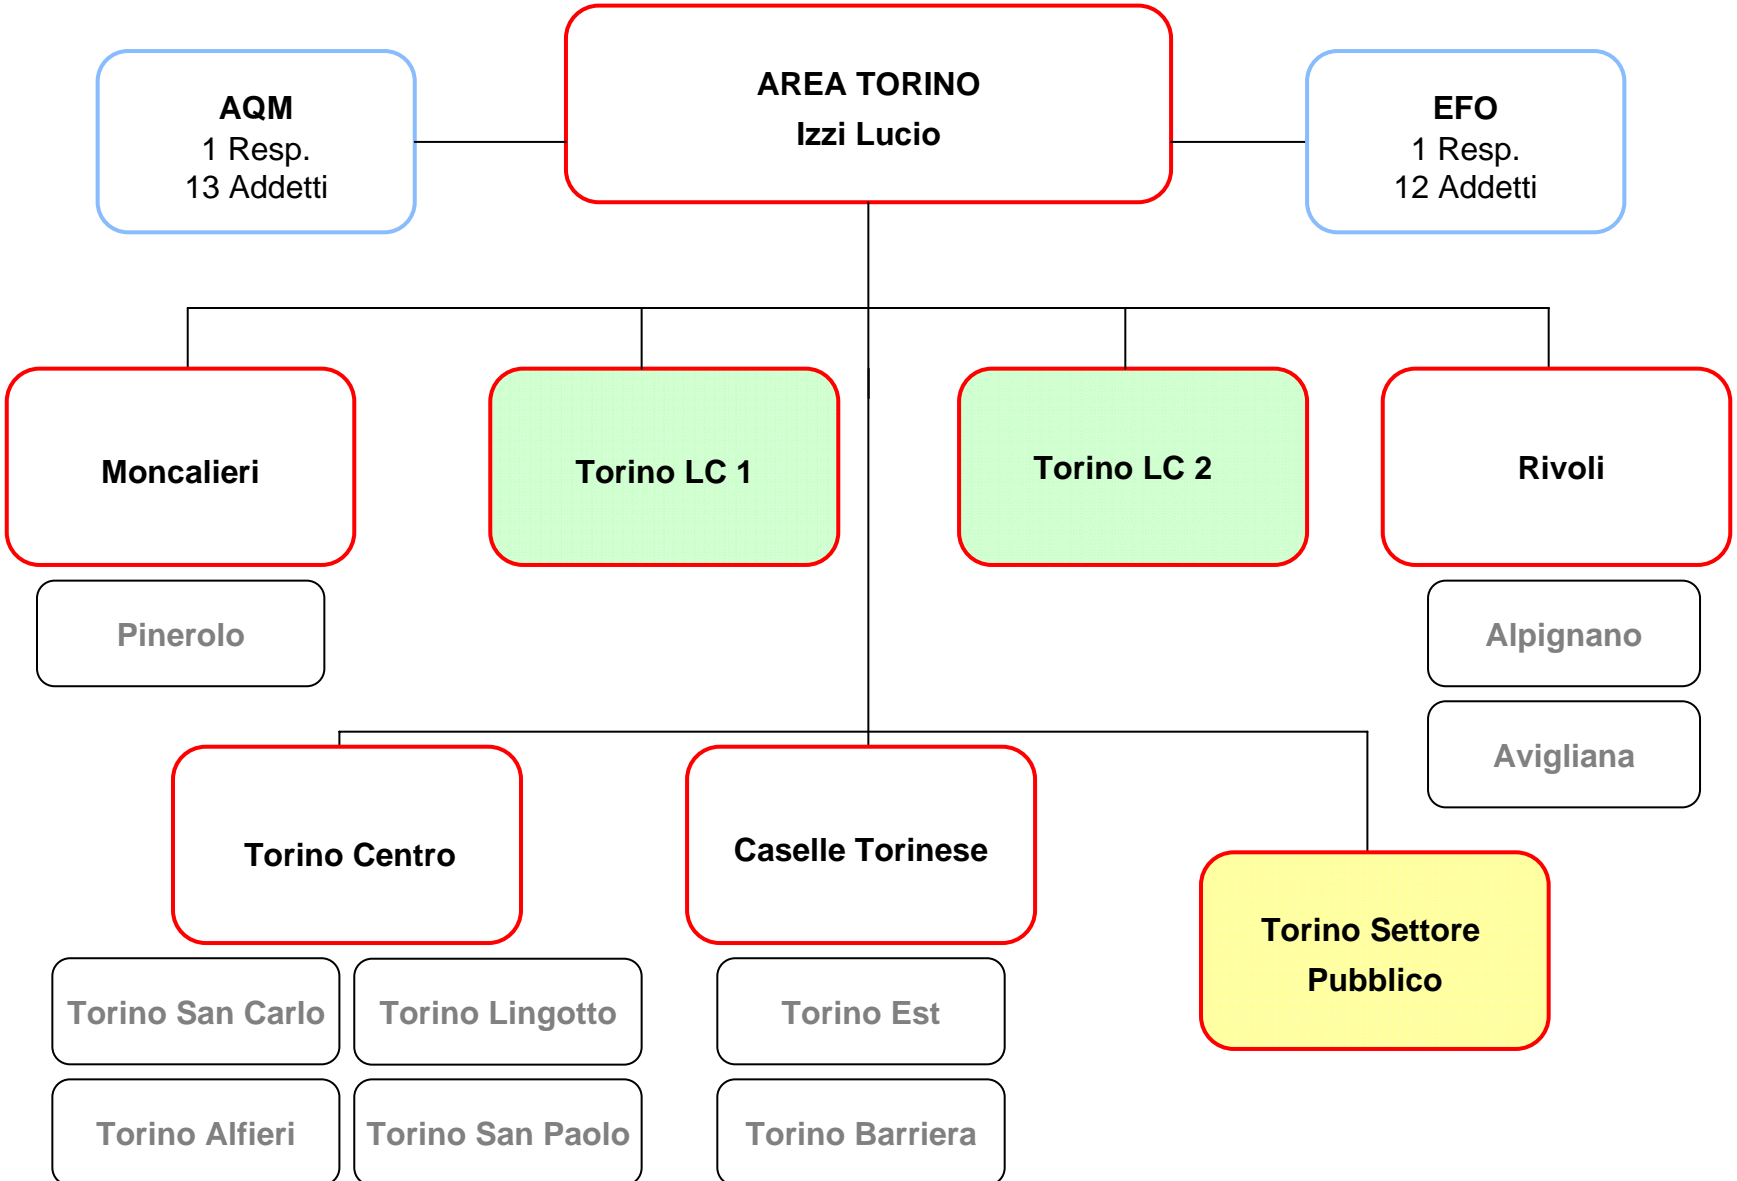 AREA TORINO
Izzi Lucio
AQM
1 Resp.
13 Addetti
EFO
1 Resp.
12 Addetti
Moncalieri
Torino LC 1
Torino LC 2
Rivoli
Pinerolo
Alpignano
Avigliana
Torino Centro
Caselle Torinese
Torino Settore
Pubblico
Torino San Carlo
Torino Lingotto
Torino Est
Torino Alfieri
Torino San Paolo
Torino Barriera